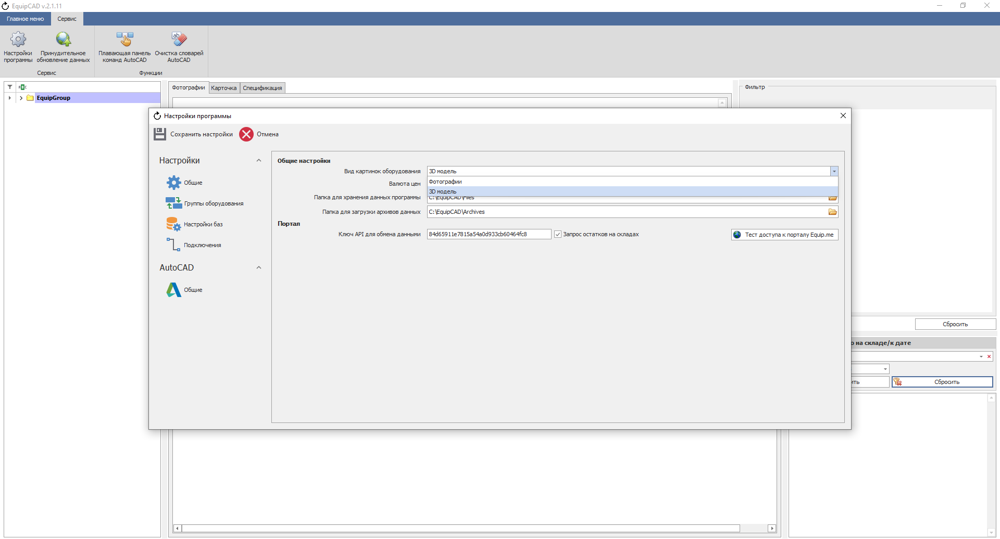 EquipCAD v.2.1.11
Главное меню
Сервис
Настройки программы
Принудительное обновление данных
Плавающая панель команд AutoCAD
Очистка словарей AutoCAD
Сервис
Функции
EquipGroup
Фотографии
Карточка
Спецификация
Фильтр
Настройки программы
Сохранить настройки
Отмена
Настройки
Общие
Группы оборудования
Настройки баз
Подключения
AutoCAD
Общие
Общие настройки
Вид картинок оборудования
3D модель
Фотографии
3D модель
Валюта цен
Папка для хранения данных программы
C:\EquipCAD\Files
Папка для загрузки архивов данных
C:\EquipCAD\Archives
Портал
Ключ API для обмена данными
84d65911e7815a54a0d933cb60464fc8
Запрос остатков на складах
Тест доступа к порталу Equip.me
Сбросить
о на складе/к дате
ить
Сбросить